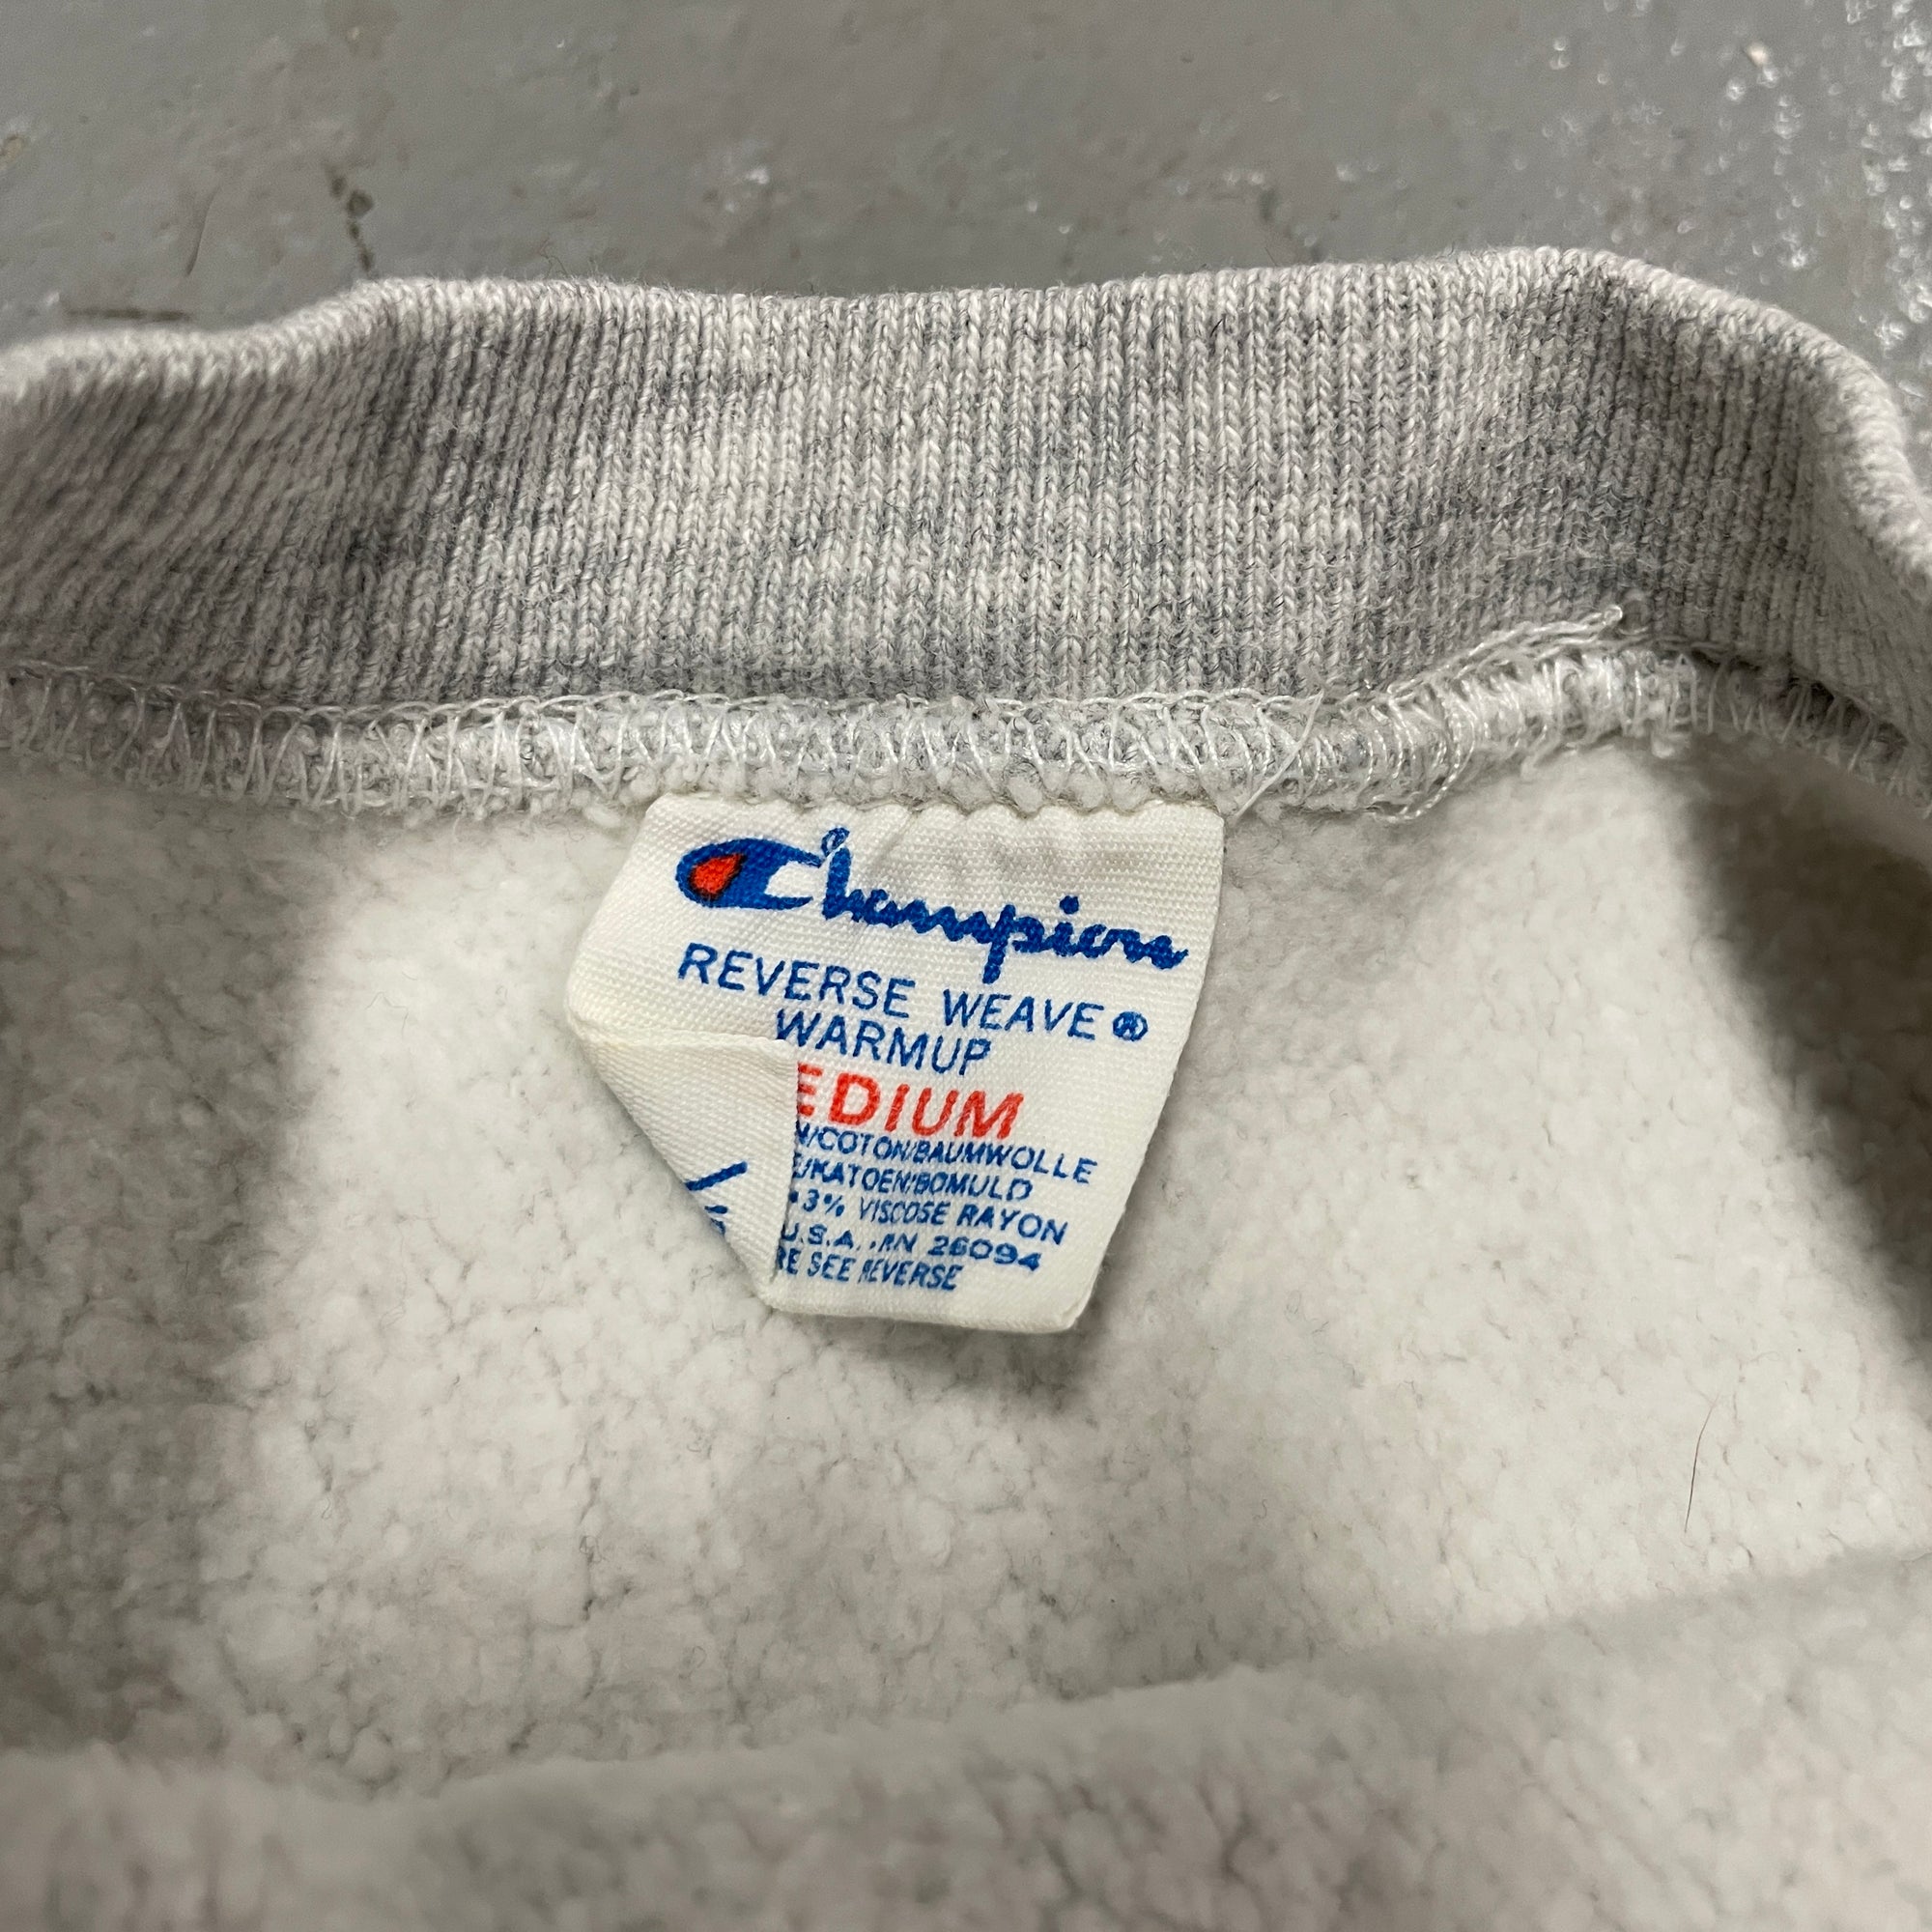 Champion
REVERSE WEAVE®
WARMUP
EDIUM
N/COTON/BAUMWOLLE
E/KATOEN/BOMULD
3% VISCOSE RAYON
U.S.A. RN 26094
RE SEE REVERSE